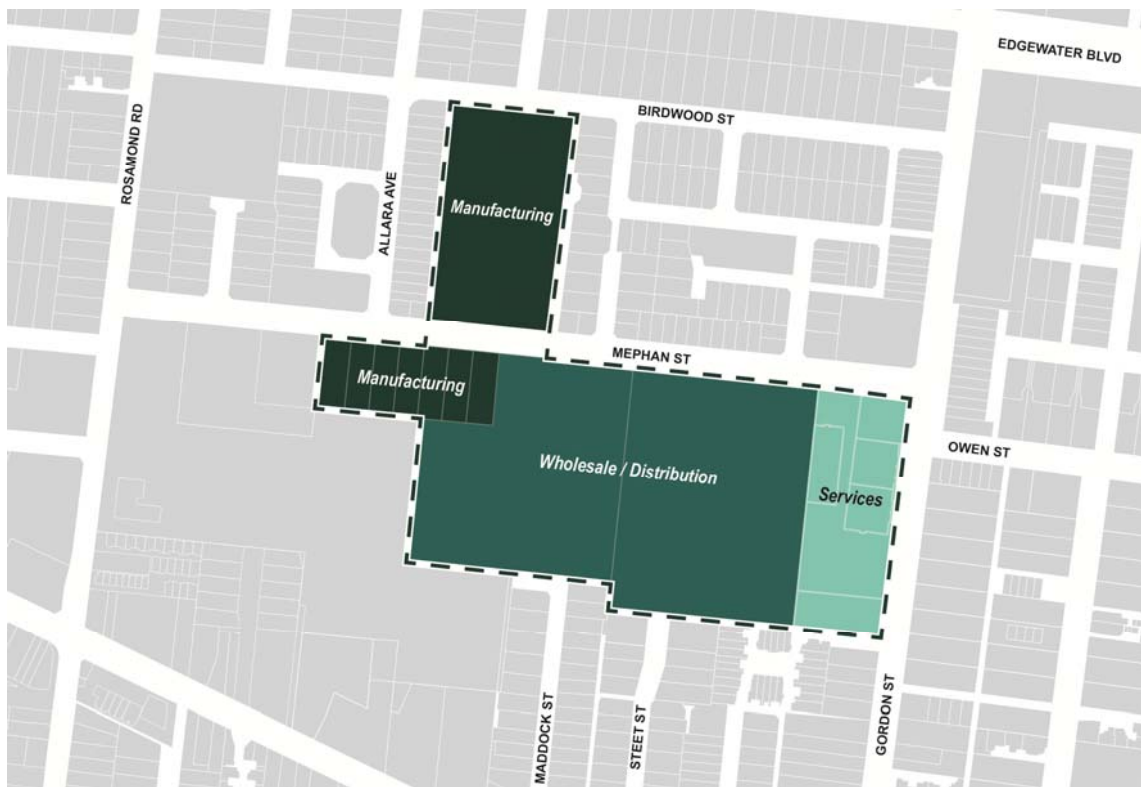 EDGEWATER BLVD
BIRDWOOD ST
ROSAMOND RD
ALLARA AVE
Manufacturing
MEPHAN ST
Manufacturing
OWEN ST
Wholesale / Distribution
Services
MADDOCK ST
STEET ST
GORDON ST